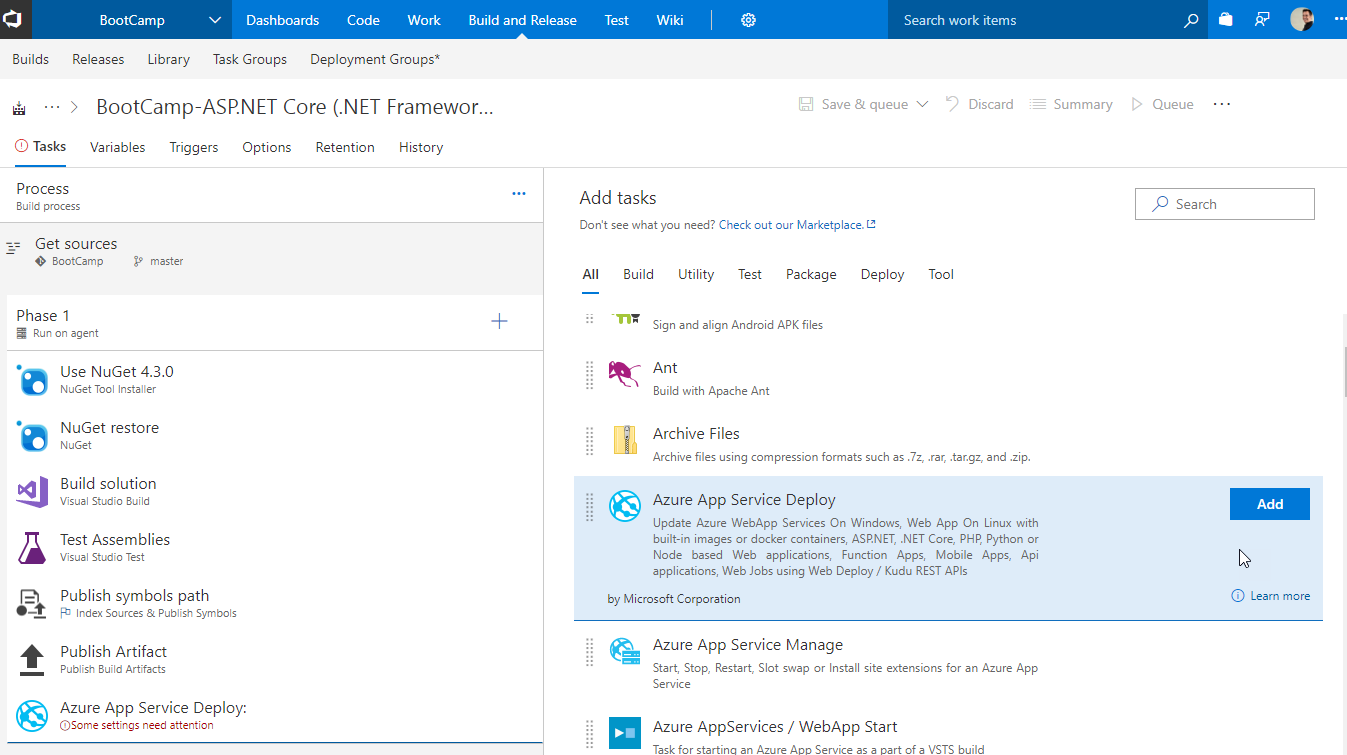 BootCamp
Dashboards
Code
Work
Build and Release
Test
Wiki
Search work items
Builds
Releases
Library
Task Groups
Deployment Groups*
BootCamp-ASP.NET Core (.NET Framewor...
Save & queue
Discard
Summary
Queue
Tasks
Variables
Triggers
Options
Retention
History
Process
Build process
Get sources
BootCamp
master
Phase 1
Run on agent
Use NuGet 4.3.0
NuGet Tool Installer
NuGet restore
NuGet
Build solution
Visual Studio Build
Test Assemblies
Visual Studio Test
Publish symbols path
Index Sources & Publish Symbols
Publish Artifact
Publish Build Artifacts
Azure App Service Deploy:
Some settings need attention
Add tasks
Don't see what you need? Check out our Marketplace.
Search
All
Build
Utility
Test
Package
Deploy
Tool
Sign and align Android APK files
Ant
Build with Apache Ant
Archive Files
Archive files using compression formats such as .7z, .rar, .tar.gz, and .zip.
Azure App Service Deploy
Update Azure WebApp Services On Windows, Web App On Linux with
built-in images or docker containers, ASP.NET, .NET Core, PHP, Python or
Node based Web applications, Function Apps, Mobile Apps, Api
applications, Web Jobs using Web Deploy / Kudu REST APIs
by Microsoft Corporation
Add
Learn more
Azure App Service Manage
Start, Stop, Restart, Slot swap or Install site extensions for an Azure App
Service
Azure AppServices / WebApp Start
Task for starting an Azure App Service as a part of a VSTS build